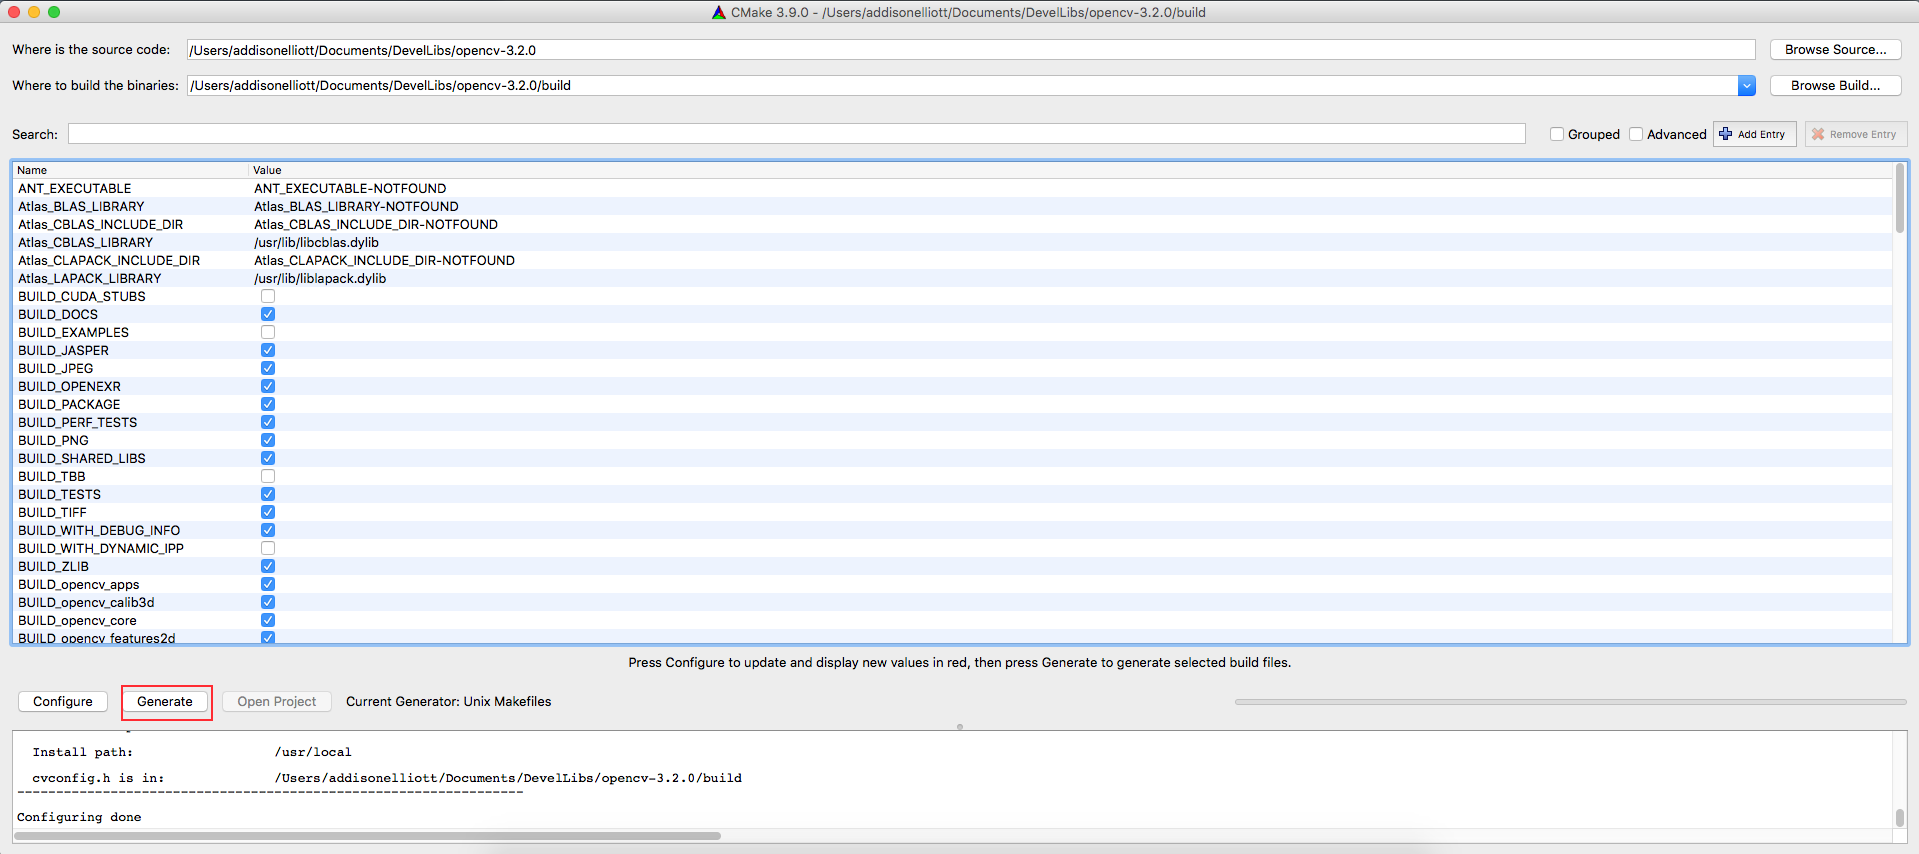 CMake 3.9.0 - /Users/addisonelliott/Documents/DevelLibs/opencv-3.2.0/build
Where is the source code: /Users/addisonelliott/Documents/DevelLibs/opencv-3.2.0 Browse Source...
Where to build the binaries: /Users/addisonelliott/Documents/DevelLibs/opencv-3.2.0/build Browse Build...
Search: Grouped Advanced Add Entry Remove Entry
Name Value
ANT_EXECUTABLE ANT_EXECUTABLE-NOTFOUND
Atlas_BLAS_LIBRARY Atlas_BLAS_LIBRARY-NOTFOUND
Atlas_CBLAS_INCLUDE_DIR Atlas_CBLAS_INCLUDE_DIR-NOTFOUND
Atlas_CBLAS_LIBRARY /usr/lib/libcblas.dylib
Atlas_CLAPACK_INCLUDE_DIR Atlas_CLAPACK_INCLUDE_DIR-NOTFOUND
Atlas_LAPACK_LIBRARY /usr/lib/liblapack.dylib
BUILD_CUDA_STUBS
BUILD_DOCS
BUILD_EXAMPLES
BUILD_JASPER
BUILD_JPEG
BUILD_OPENEXR
BUILD_PACKAGE
BUILD_PERF_TESTS
BUILD_PNG
BUILD_SHARED_LIBS
BUILD_TBB
BUILD_TESTS
BUILD_TIFF
BUILD_WITH_DEBUG_INFO
BUILD_WITH_DYNAMIC_IPP
BUILD_ZLIB
BUILD_opencv_apps
BUILD_opencv_calib3d
BUILD_opencv_core
BUILD_opencv_features2d
Press Configure to update and display new values in red, then press Generate to generate selected build files.
Configure Generate Open Project Current Generator: Unix Makefiles
Install path: /usr/local
cvconfig.h is in: /Users/addisonelliott/Documents/DevelLibs/opencv-3.2.0/build
-----------------------------------------------------------------
Configuring done